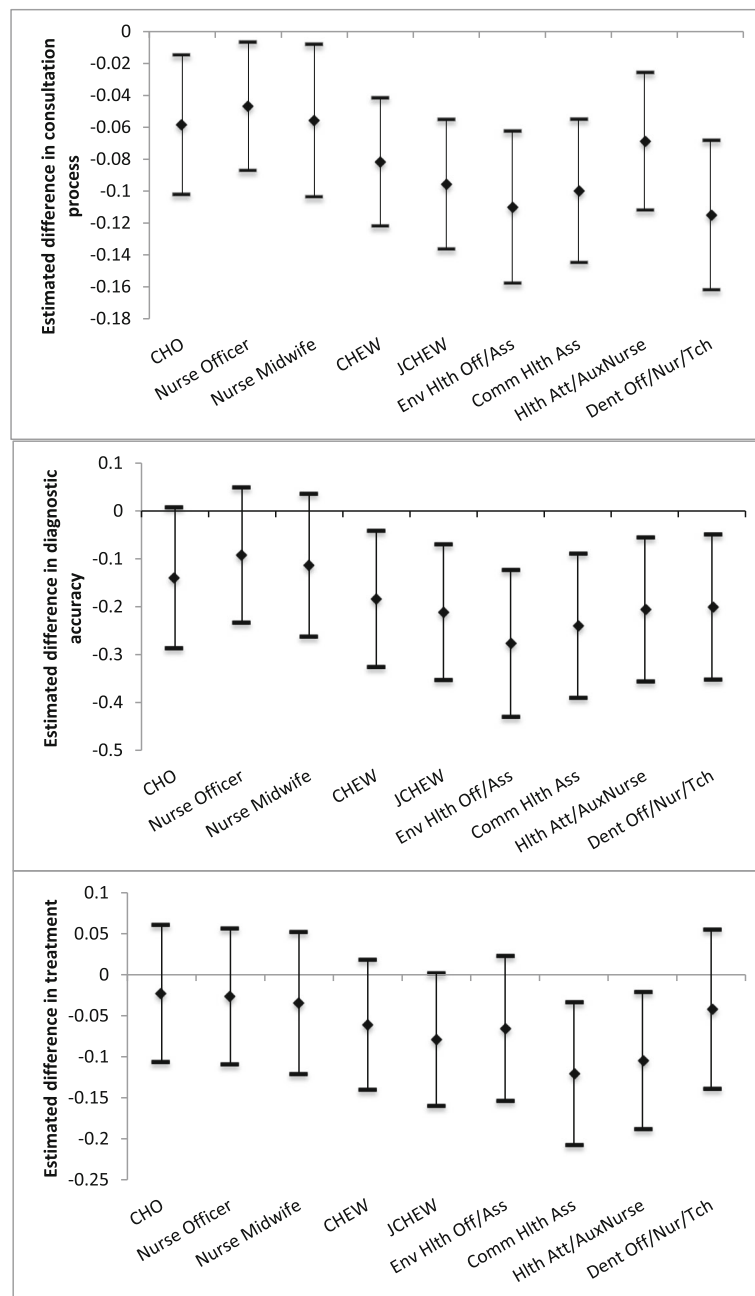 Estimated difference in consultation
process
0
-0.02
-0.04
-0.06
-0.08
-0.1
-0.12
-0.14
-0.16
-0.18
CHO
Nurse Officer
Nurse Midwife
CHEW
JCHEW
Env Hlth Off/Ass
Comm Hlth Ass
Hlth Att/AuxNurse
Dent Off/Nur/Tch
Estimated difference in diagnostic
accuracy
0.1
0
-0.1
-0.2
-0.3
-0.4
-0.5
CHO
Nurse Officer
Nurse Midwife
CHEW
JCHEW
Env Hlth Off/Ass
Comm Hlth Ass
Hlth Att/AuxNurse
Dent Off/Nur/Tch
Estimated difference in treatment
0.1
0.05
0
-0.05
-0.1
-0.15
-0.2
-0.25
CHO
Nurse Officer
Nurse Midwife
CHEW
JCHEW
Env Hlth Off/Ass
Comm Hlth Ass
Hlth Att/AuxNurse
Dent Off/Nur/Tch